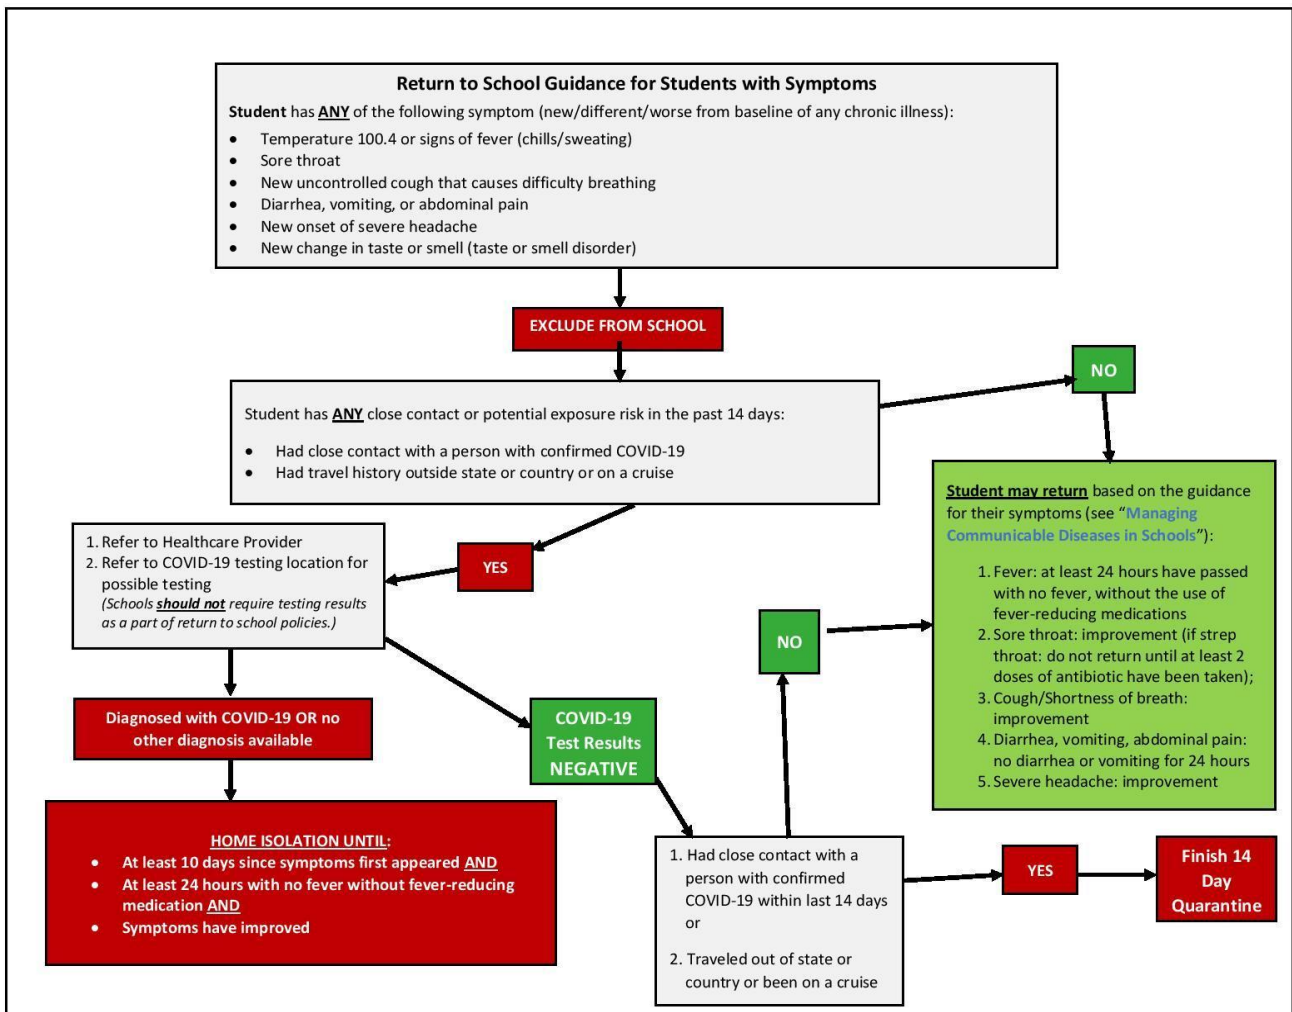 Return to School Guidance for Students with Symptoms
Student has ANY of the following symptom (new/different/worse from baseline of any chronic illness):
• Temperature 100.4 or signs of fever (chills/sweating)
• Sore throat
• New uncontrolled cough that causes difficulty breathing
• Diarrhea, vomiting, or abdominal pain
• New onset of severe headache
• New change in taste or smell (taste or smell disorder)
EXCLUDE FROM SCHOOL
Student has ANY close contact or potential exposure risk in the past 14 days:
• Had close contact with a person with confirmed COVID-19
• Had travel history outside state or country or on a cruise
NO
Student may return based on the guidance
for their symptoms (see “Managing
Communicable Diseases in Schools”):
1. Fever: at least 24 hours have passed
with no fever, without the use of
fever-reducing medications
2. Sore throat: improvement (if strep
throat: do not return until at least 2
doses of antibiotic have been taken);
3. Cough/Shortness of breath:
improvement
4. Diarrhea, vomiting, abdominal pain:
no diarrhea or vomiting for 24 hours
5. Severe headache: improvement
YES
1. Refer to Healthcare Provider
2. Refer to COVID-19 testing location for
possible testing
(Schools should not require testing results
as a part of return to school policies.)
Diagnosed with COVID-19 OR no
other diagnosis available
HOME ISOLATION UNTIL:
• At least 10 days since symptoms first appeared AND
• At least 24 hours with no fever without fever-reducing
medication AND
• Symptoms have improved
COVID-19
Test Results
NEGATIVE
1. Had close contact with a
person with confirmed
COVID-19 within last 14 days
or
2. Traveled out of state or
country or been on a cruise
NO
YES
Finish 14
Day
Quarantine